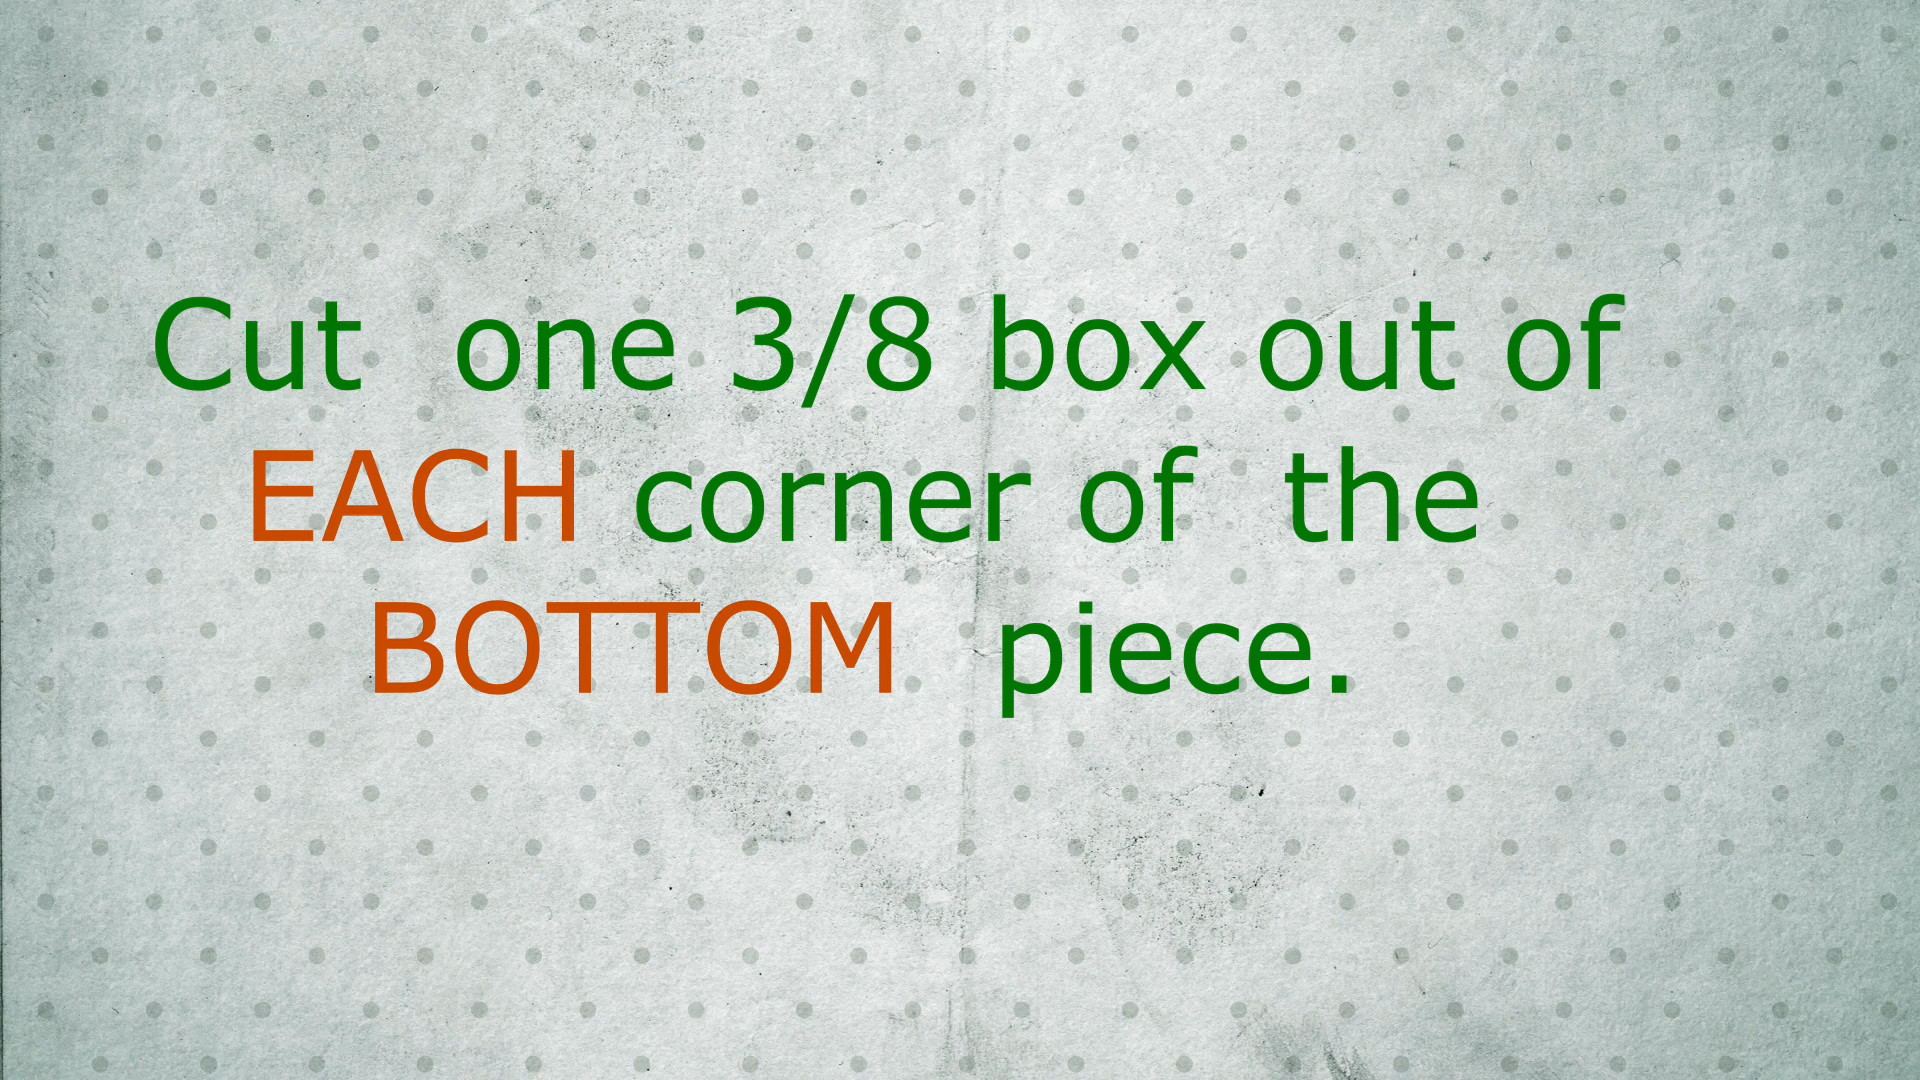 Cut one 3/8 box out of
EACH corner of the
BOTTOM piece.